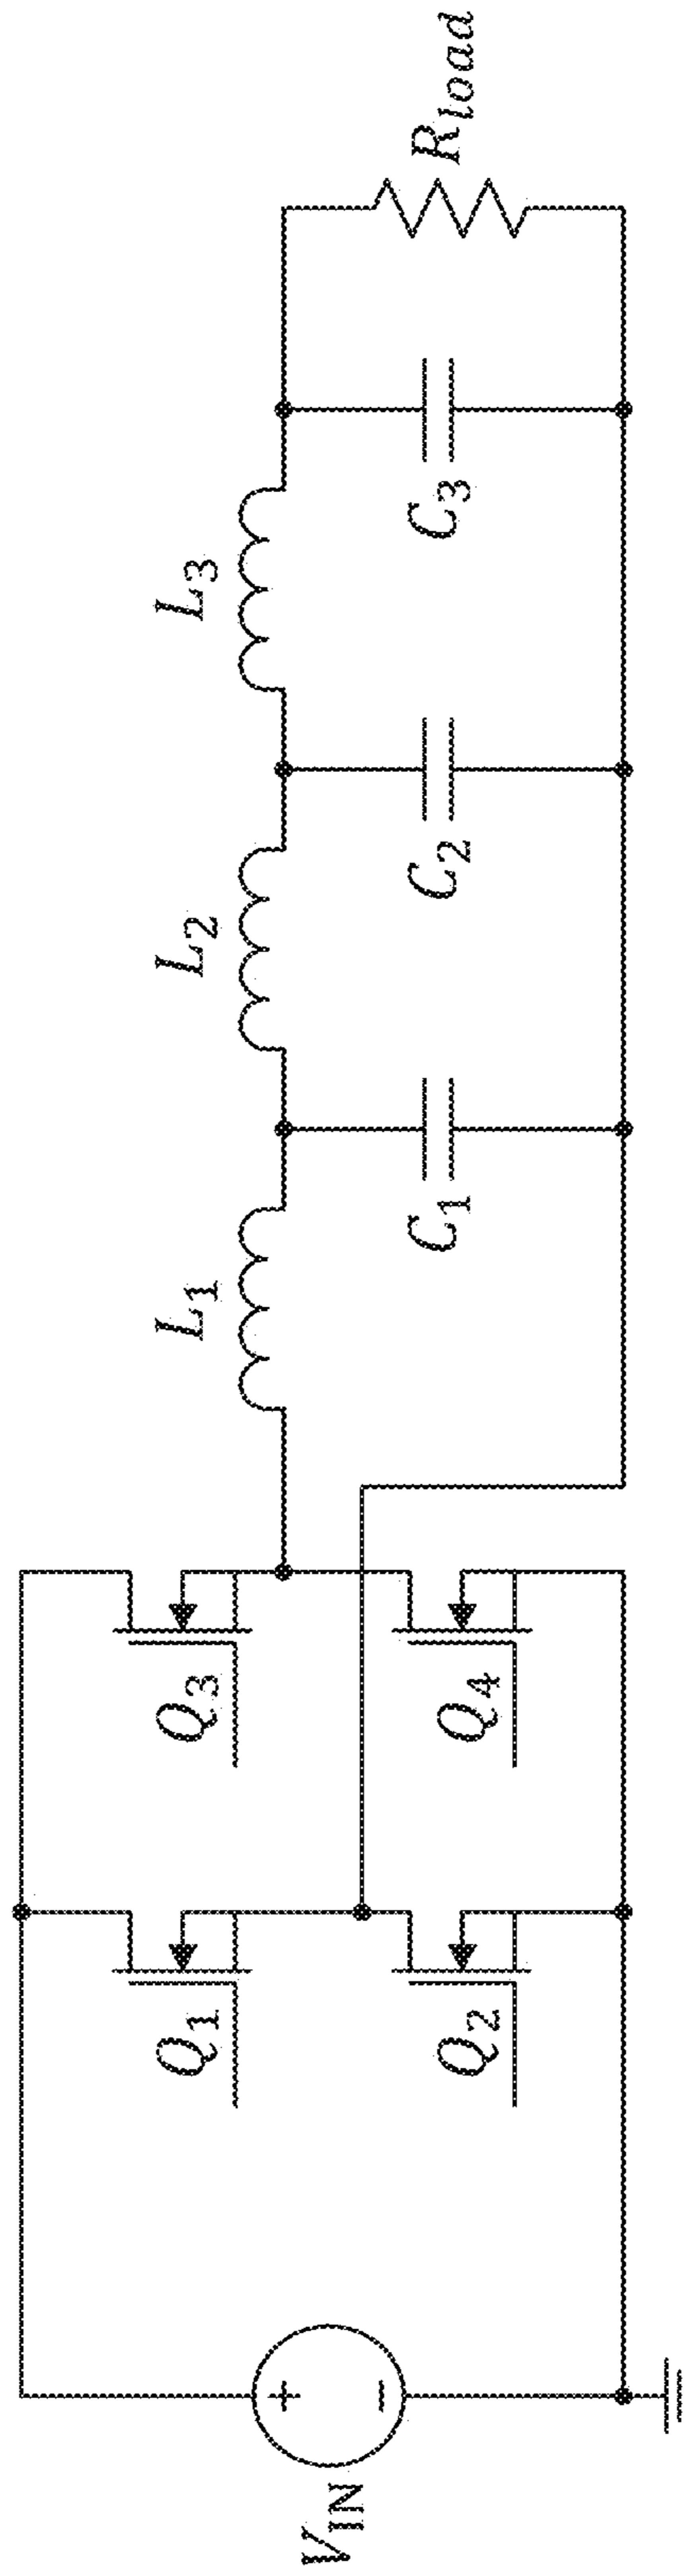 V_IN
+
−
Q_1
Q_2
Q_3
Q_4
L_1
C_1
L_2
C_2
L_3
C_3
R_load